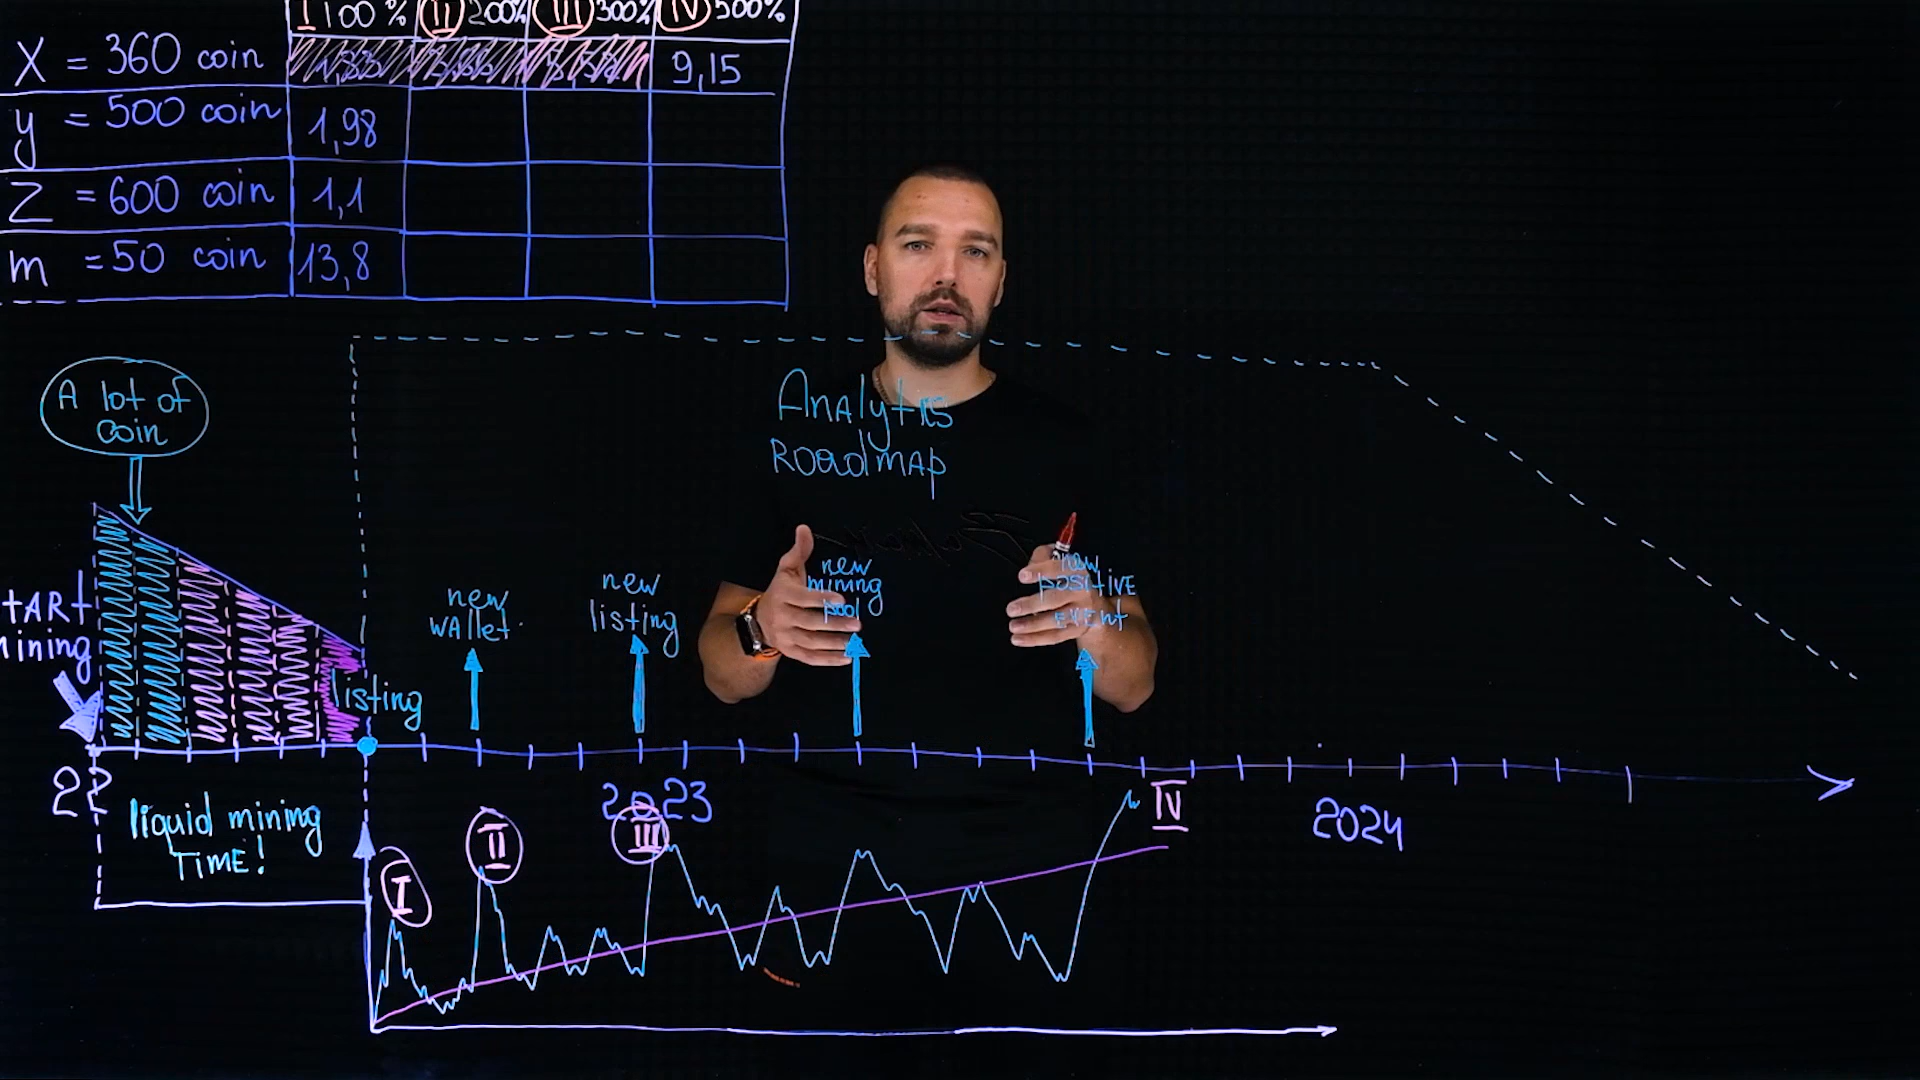 I 100% II 200% III 300% IV 500%
X = 360 coin 9,15
y = 500 coin 1,98
Z = 600 coin 1,1
m = 50 coin 13,8
A lot of
coin
Analytics
Roadmap
new
mining
pool
new
positive
event
new
listing
new
wallet
tART
mining
listing
22
2023
2024
liquid mining
TIME!
I
II
III
IV